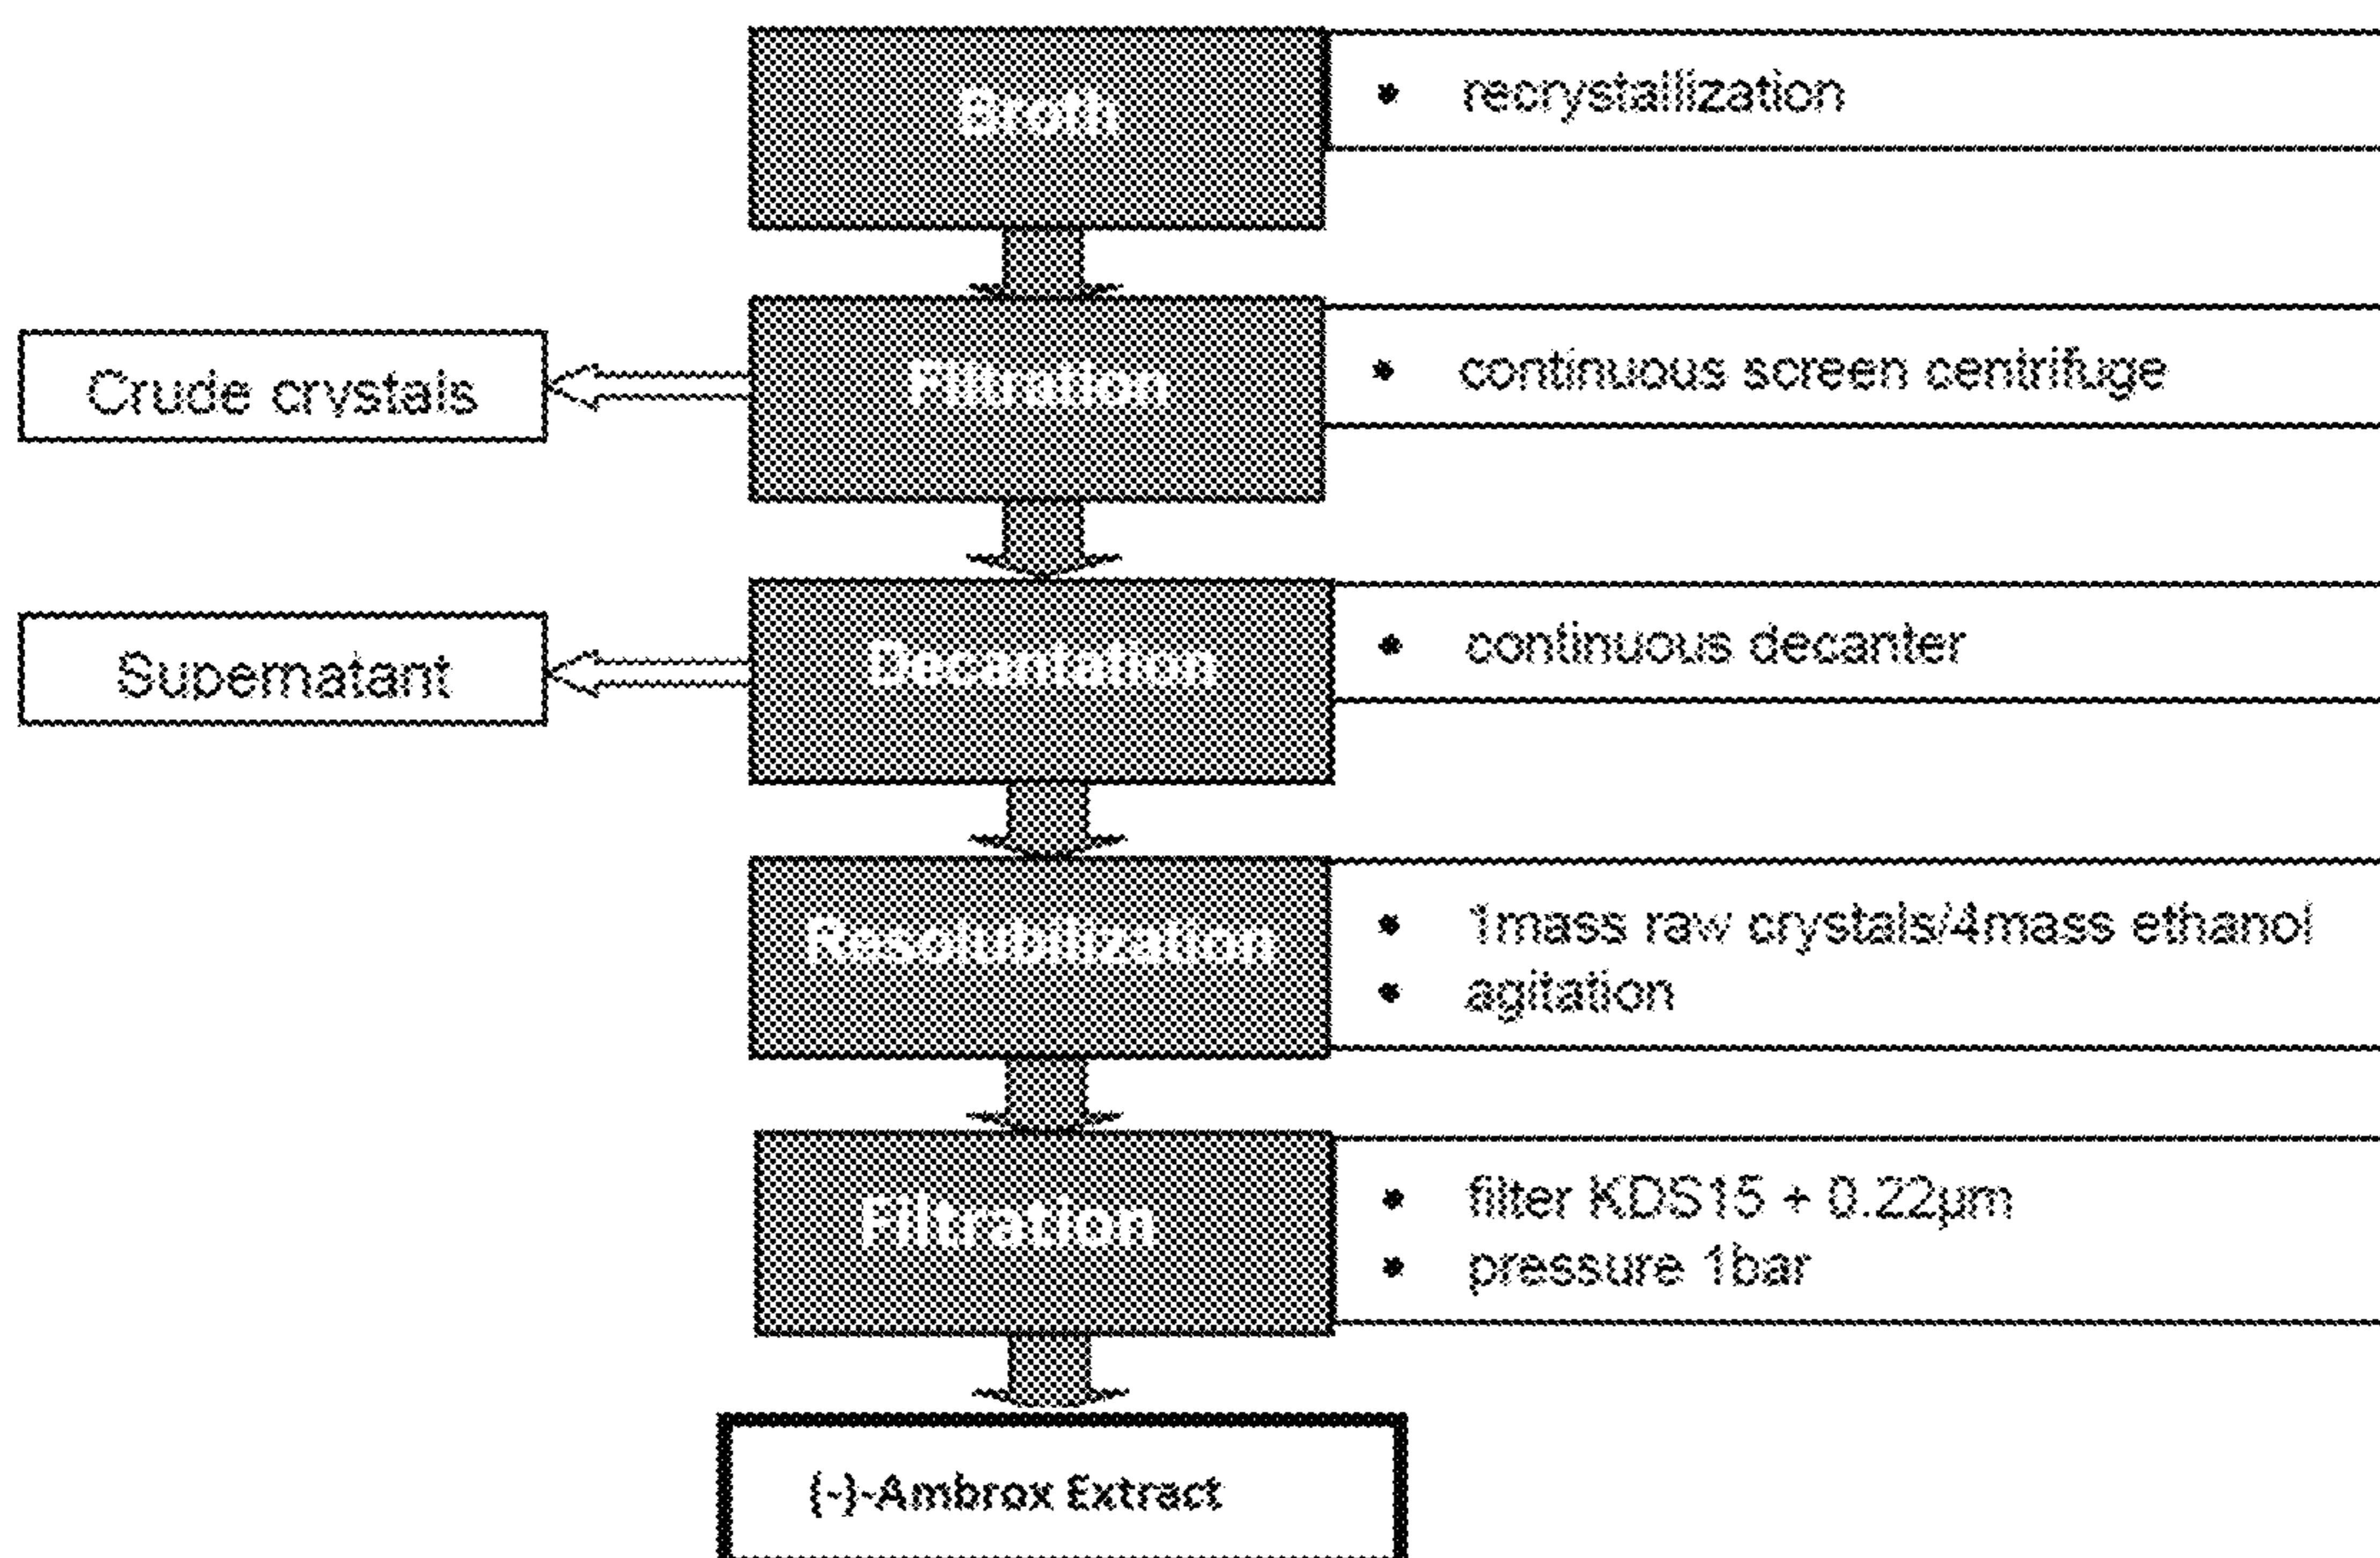 Broth
• recrystallization
Filtration
• continuous screen centrifuge
Crude crystals
Decantation
• continuous decanter
Supernatant
Resolubilization
• 1mass raw crystals/4mass ethanol
• agitation
Filtration
• filter KDS15 + 0.22µm
• pressure 1bar
(-)-Ambrox Extract